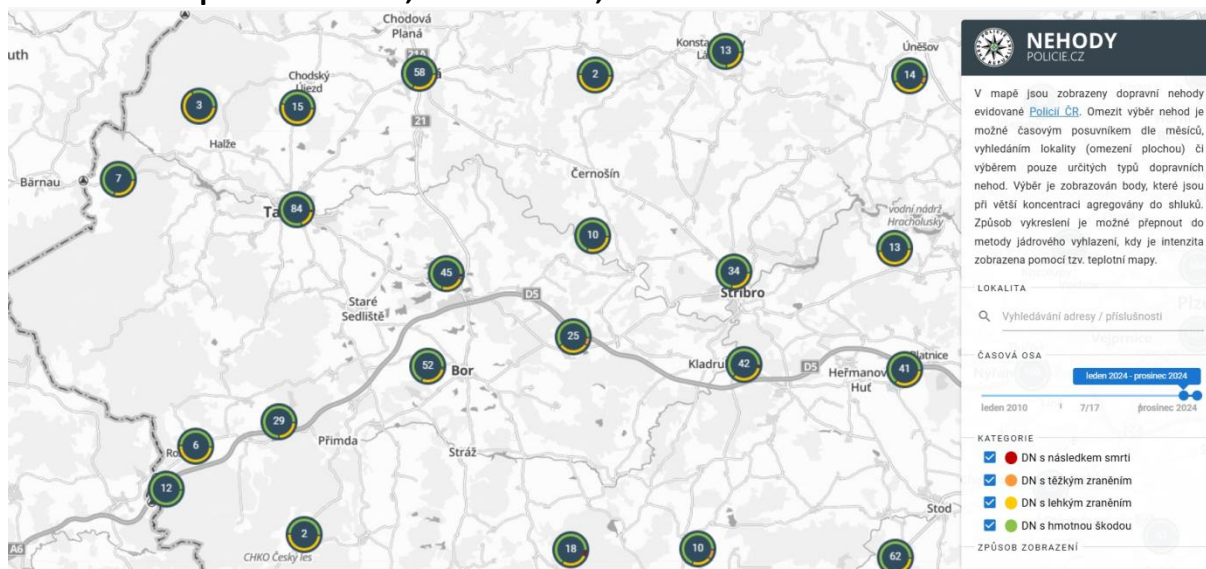 Chodová
Planá
uth
21A
Chodský
Újezd
58
3
15
2
13
Úněšov
14
21
Halže
Bärnau
7
Černošín
84
vodní nádrž
Hracholusky
10
13
45
34
Stříbro
Staré
Sedliště
D5
25
52
Bor
Kladru
42
D5
Heřmanov
Huť
41
29
6
Přimda
Stráž
12
2
CHKO Český les
A6
18
10
62
Stod
NEHODY
POLICIE.CZ
V mapě jsou zobrazeny dopravní nehody
evidované Policií ČR. Omezit výběr nehod je
možné časovým posuvníkem dle měsíců,
vyhledáním lokality (omezení plochou) či
výběrem pouze určitých typů dopravních
nehod. Výběr je zobrazován body, které jsou
při větší koncentraci agregovány do shluků.
Způsob vykreslení je možné přepnout do
metody jádrového vyhlazení, kdy je intenzita
zobrazena pomocí tzv. teplotní mapy.
LOKALITA
Vyhledávání adresy / příslušnosti
ČASOVÁ OSA
leden 2024 - prosinec 2024
leden 2010 7/17 prosinec 2024
KATEGORIE
DN s následkem smrti
DN s těžkým zraněním
DN s lehkým zraněním
DN s hmotnou škodou
ZPŮSOB ZOBRAZENÍ